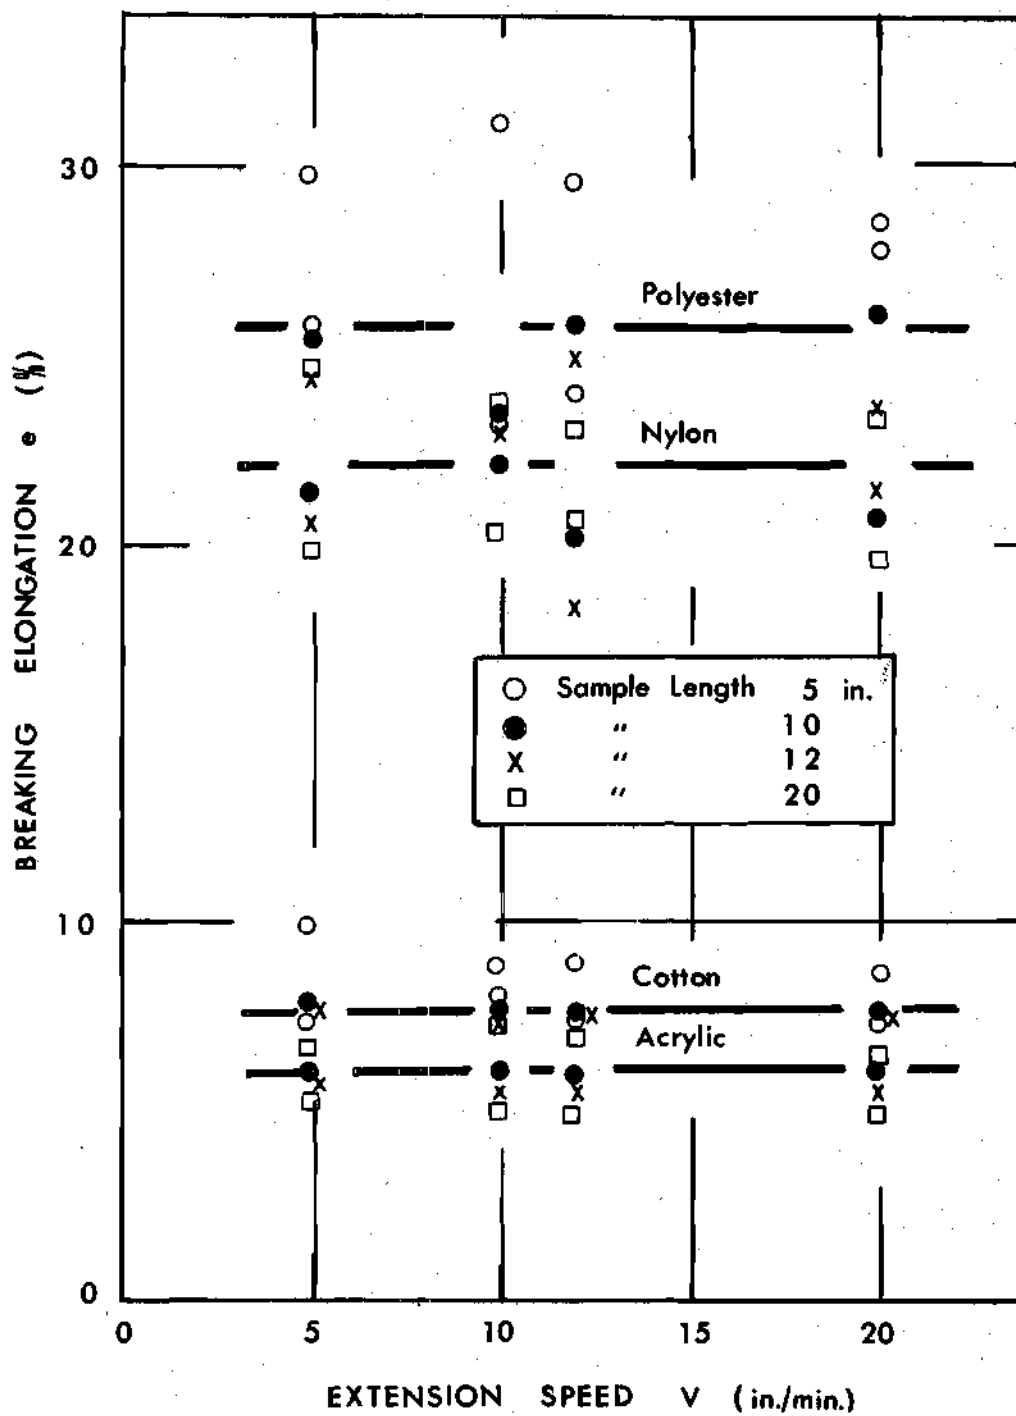 BREAKING ELONGATION e (%)
30
20
10
0
Polyester
Nylon
Sample Length 5 in.
" 10
" 12
" 20
Cotton
Acrylic
0 5 10 15 20
EXTENSION SPEED V (in./min.)